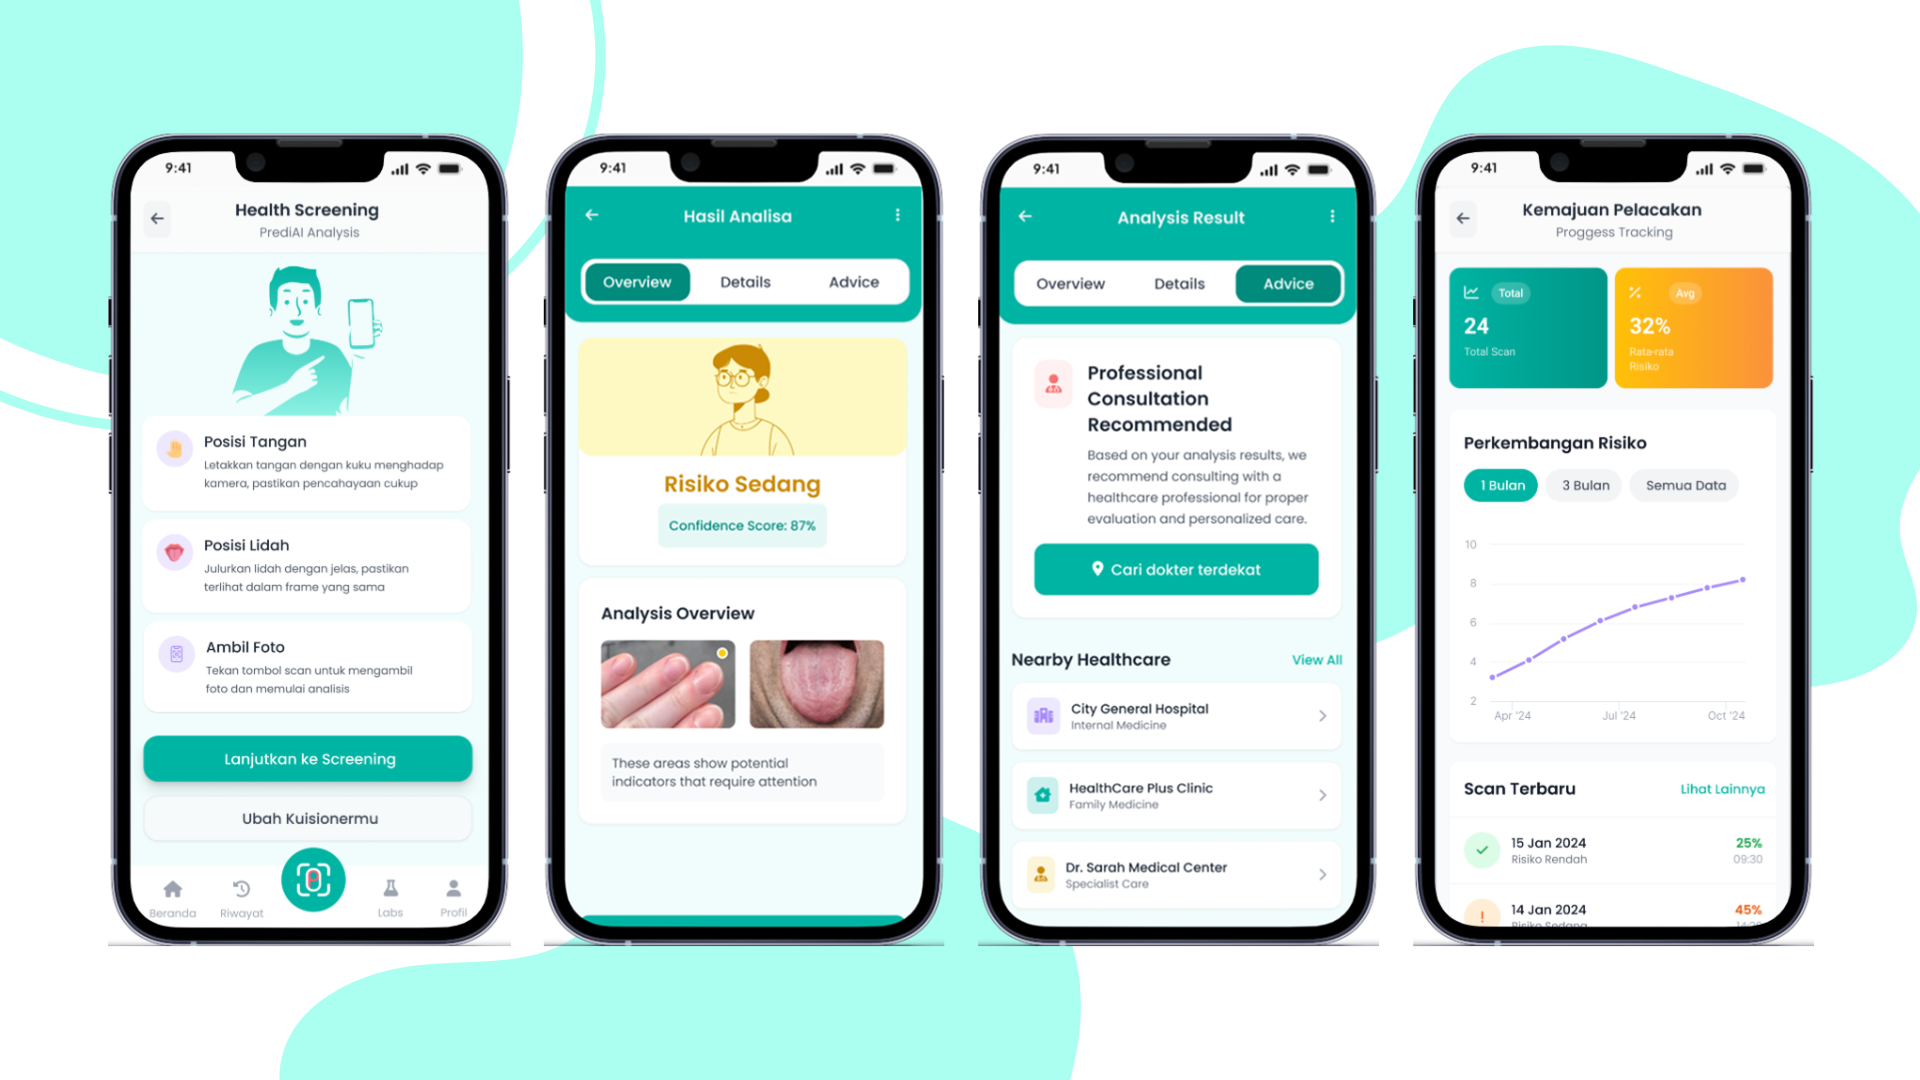 9:41
Health Screening
PrediAI Analysis
Posisi Tangan
Letakkan tangan dengan kuku menghadap
kamera, pastikan pencahayaan cukup
Posisi Lidah
Julurkan lidah dengan jelas, pastikan
terlihat dalam frame yang sama
Ambil Foto
Tekan tombol scan untuk mengambil
foto dan memulai analisis
Lanjutkan ke Screening
Ubah Kuisionermu
Beranda
Riwayat
Labs
Profil
9:41
Hasil Analisa
Overview
Details
Advice
Risiko Sedang
Confidence Score: 87%
Analysis Overview
These areas show potential
indicators that require attention
9:41
Analysis Result
Overview
Details
Advice
Professional
Consultation
Recommended
Based on your analysis results, we
recommend consulting with a
healthcare professional for proper
evaluation and personalized care.
Cari dokter terdekat
Nearby Healthcare
View All
City General Hospital
Internal Medicine
HealthCare Plus Clinic
Family Medicine
Dr. Sarah Medical Center
Specialist Care
9:41
Kemajuan Pelacakan
Proggess Tracking
Total
24
Total Scan
Avg
32%
Rata-rata
Risiko
Perkembangan Risiko
1 Bulan
3 Bulan
Semua Data
10
8
6
4
2
Apr '24
Jul '24
Oct '24
Scan Terbaru
Lihat Lainnya
15 Jan 2024
25%
Risiko Rendah
09:30
14 Jan 2024
45%
Risiko Sedang